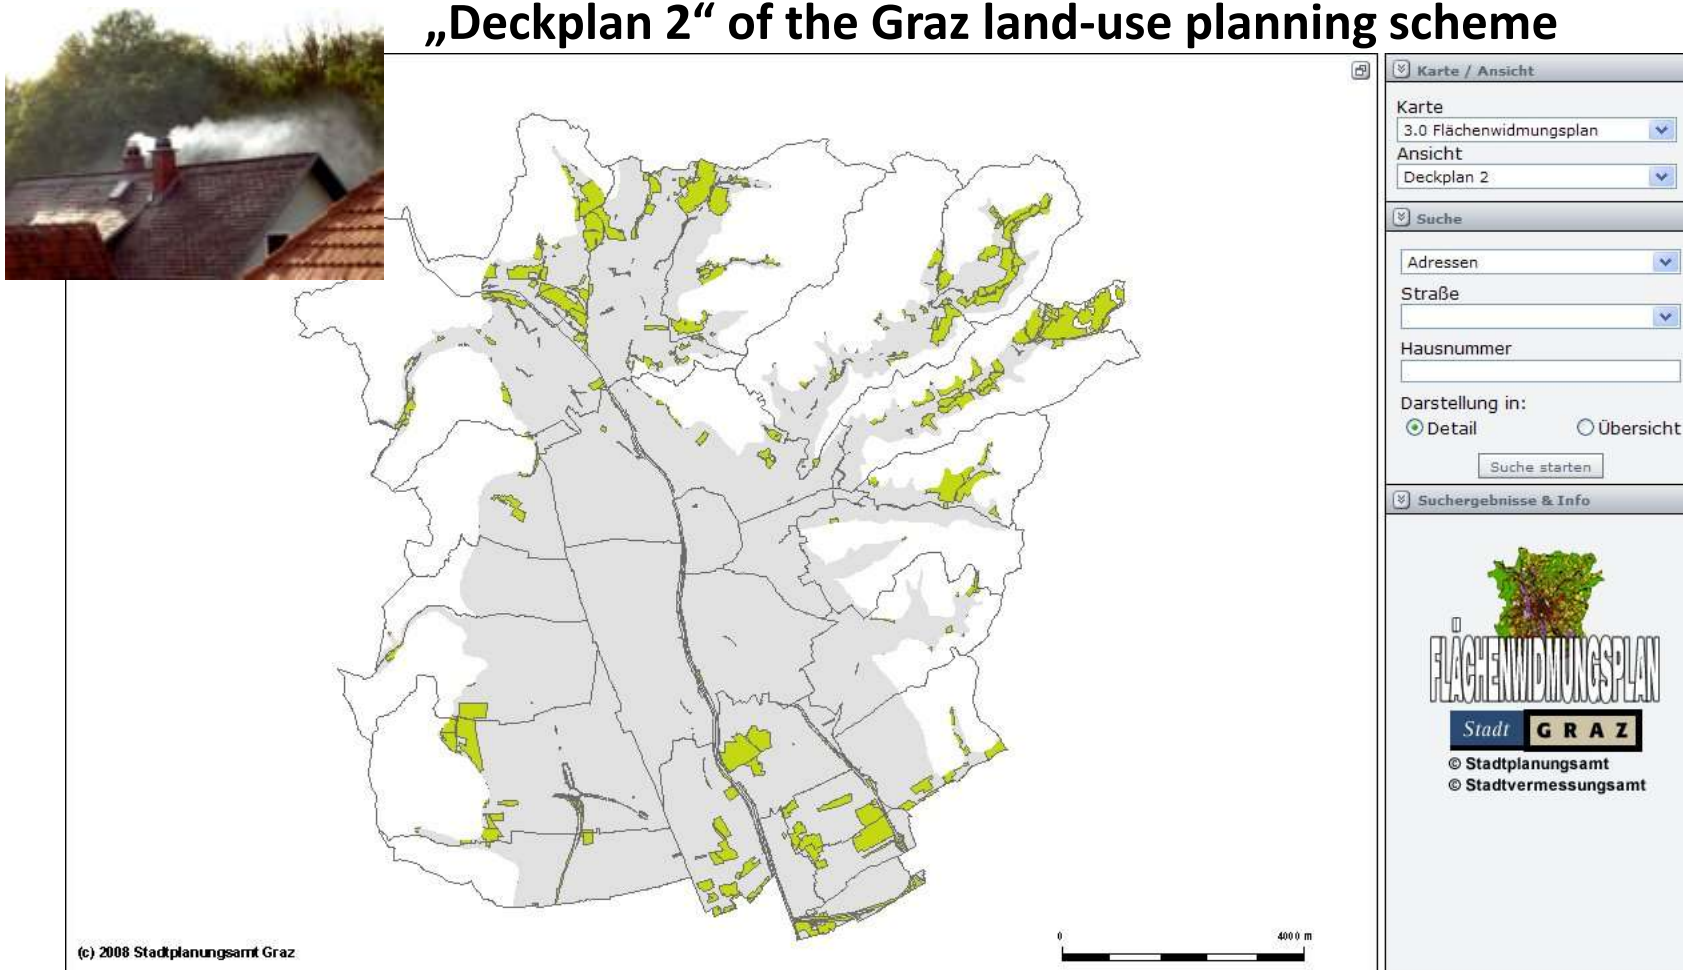 „Deckplan 2“ of the Graz land-use planning scheme
Karte / Ansicht
Karte
3.0 Flächenwidmungsplan
Ansicht
Deckplan 2
Suche
Adressen
Straße
Hausnummer
Darstellung in:
Detail
Übersicht
Suche starten
Suchergebnisse & Info
FLÄCHENWIDMUNGSPLAN
Stadt GRAZ
© Stadtplanungsamt
© Stadtvermessungsamt
(c) 2008 Stadtplanungsamt Graz
0
4000 m